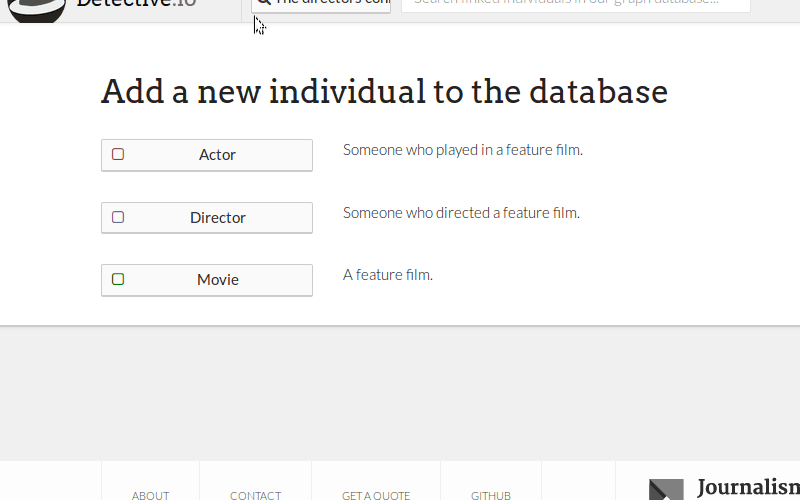 Detective.io
The directors con
Search linked individuals in our graph database...
Add a new individual to the database
Actor
Someone who played in a feature film.
Director
Someone who directed a feature film.
Movie
A feature film.
ABOUT
CONTACT
GET A QUOTE
GITHUB
Journalism